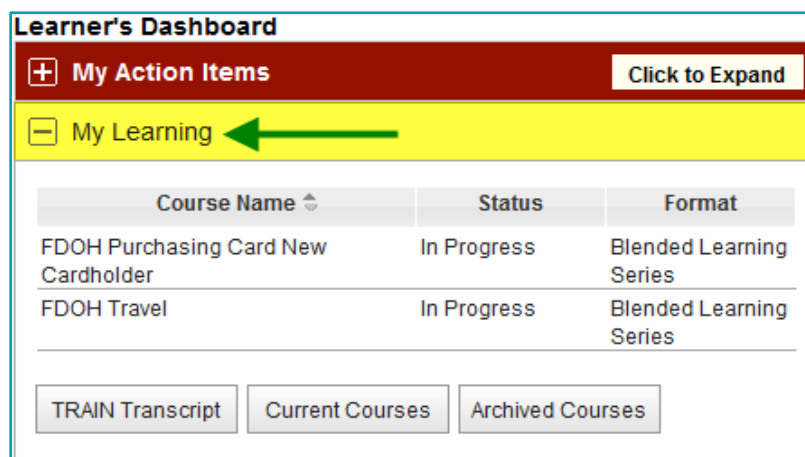 Learner's Dashboard
My Action Items Click to Expand
My Learning
Course Name Status Format
FDOH Purchasing Card New In Progress Blended Learning
Cardholder Series
FDOH Travel In Progress Blended Learning
Series
TRAIN Transcript Current Courses Archived Courses